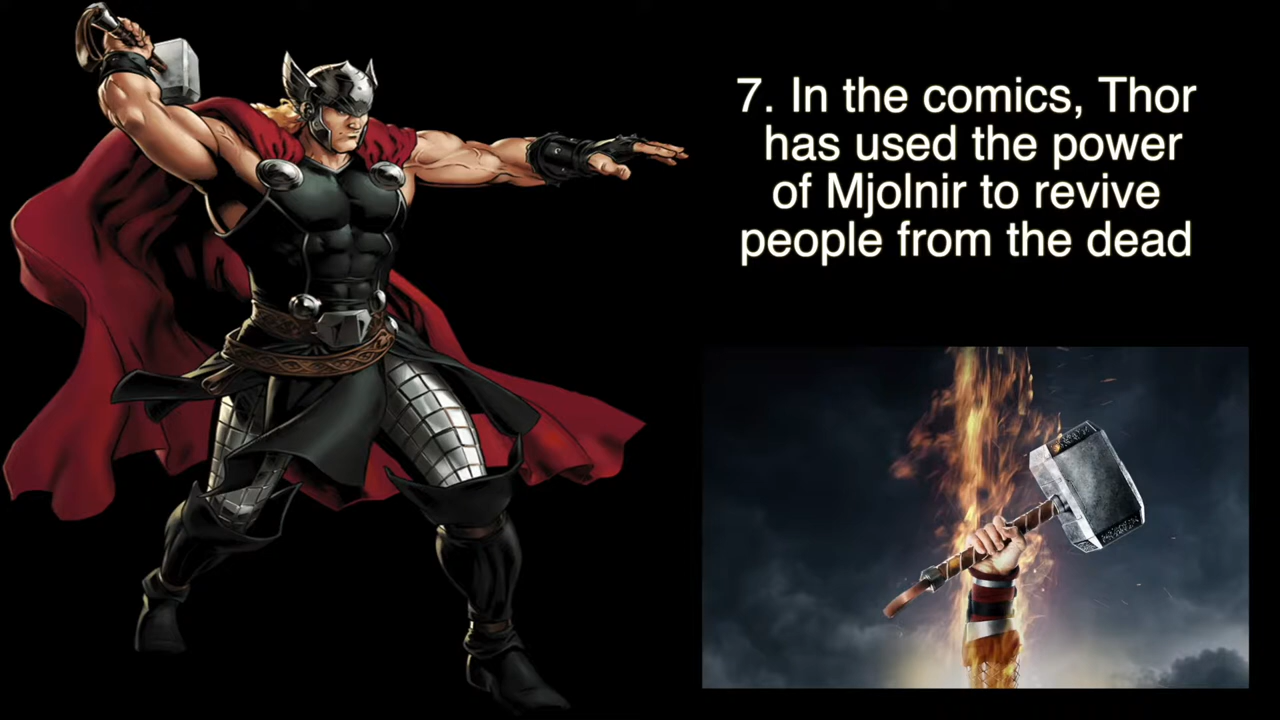 7. In the comics, Thor
has used the power
of Mjolnir to revive
people from the dead